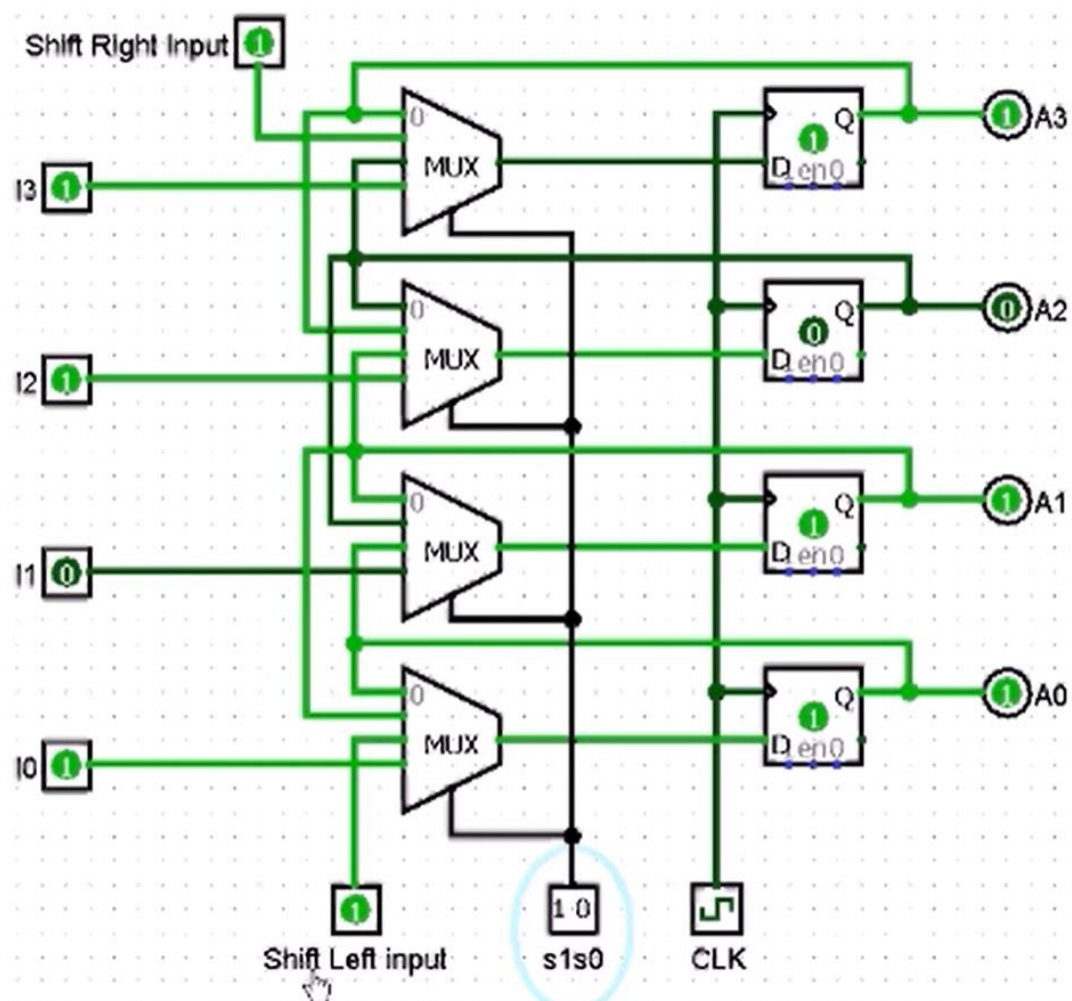 Shift Right Input 1
0 1 Q 1 A3
MUX D en0
I3 1
0 0 Q 0 A2
MUX D en0
I2 1
0 1 Q 1 A1
MUX D en0
I1 0
0 1 Q 1 A0
MUX D en0
I0 1
1 1 0
Shift Left input s1s0 CLK